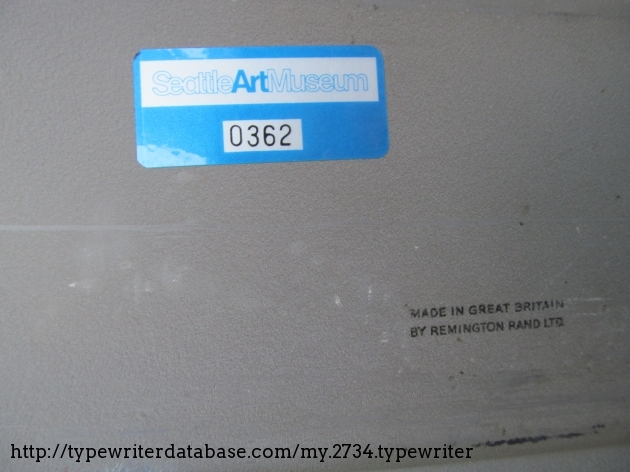 SeattleArtMuseum
0362
MADE IN GREAT BRITAIN
BY REMINGTON RAND LTD.
http://typewriterdatabase.com/my.2734.typewriter